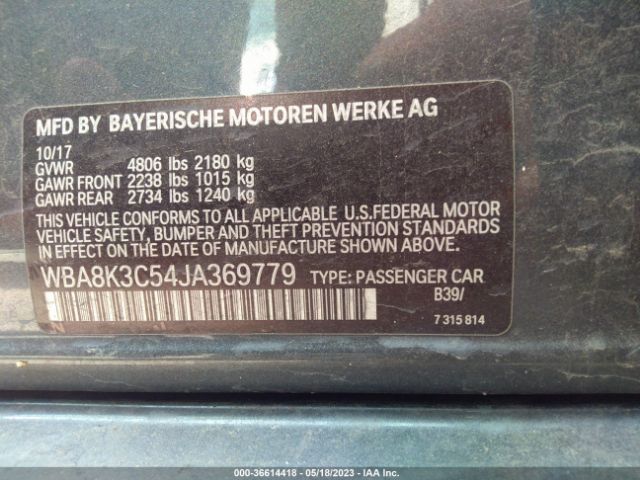 MFD BY BAYERISCHE MOTOREN WERKE AG
10/17
GVWR 4806 lbs 2180 kg
GAWR FRONT 2238 lbs 1015 kg
GAWR REAR 2734 lbs 1240 kg
THIS VEHICLE CONFORMS TO ALL APPLICABLE U.S.FEDERAL MOTOR
VEHICLE SAFETY, BUMPER AND THEFT PREVENTION STANDARDS
IN EFFECT ON THE DATE OF MANUFACTURE SHOWN ABOVE.
WBA8K3C54JA369779 TYPE: PASSENGER CAR
B39/
7 315 814
000-36614418 - 05/18/2023 - IAA Inc.